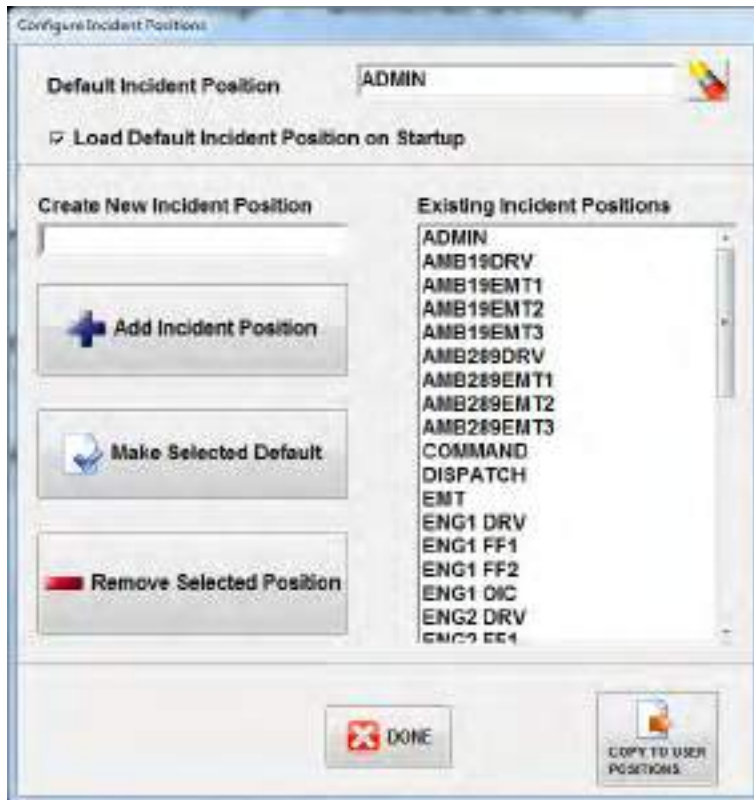 Configure Incident Positions
Default Incident Position
ADMIN
Load Default Incident Position on Startup
Create New Incident Position
Add Incident Position
Make Selected Default
Remove Selected Position
Existing Incident Positions
ADMIN
AMB19DRV
AMB19EMT1
AMB19EMT2
AMB19EMT3
AMB289DRV
AMB289EMT1
AMB289EMT2
AMB289EMT3
COMMAND
DISPATCH
EMT
ENG1 DRV
ENG1 FF1
ENG1 FF2
ENG1 OIC
ENG2 DRV
ENG2 FF1
DONE
COPY TO USER
POSITIONS